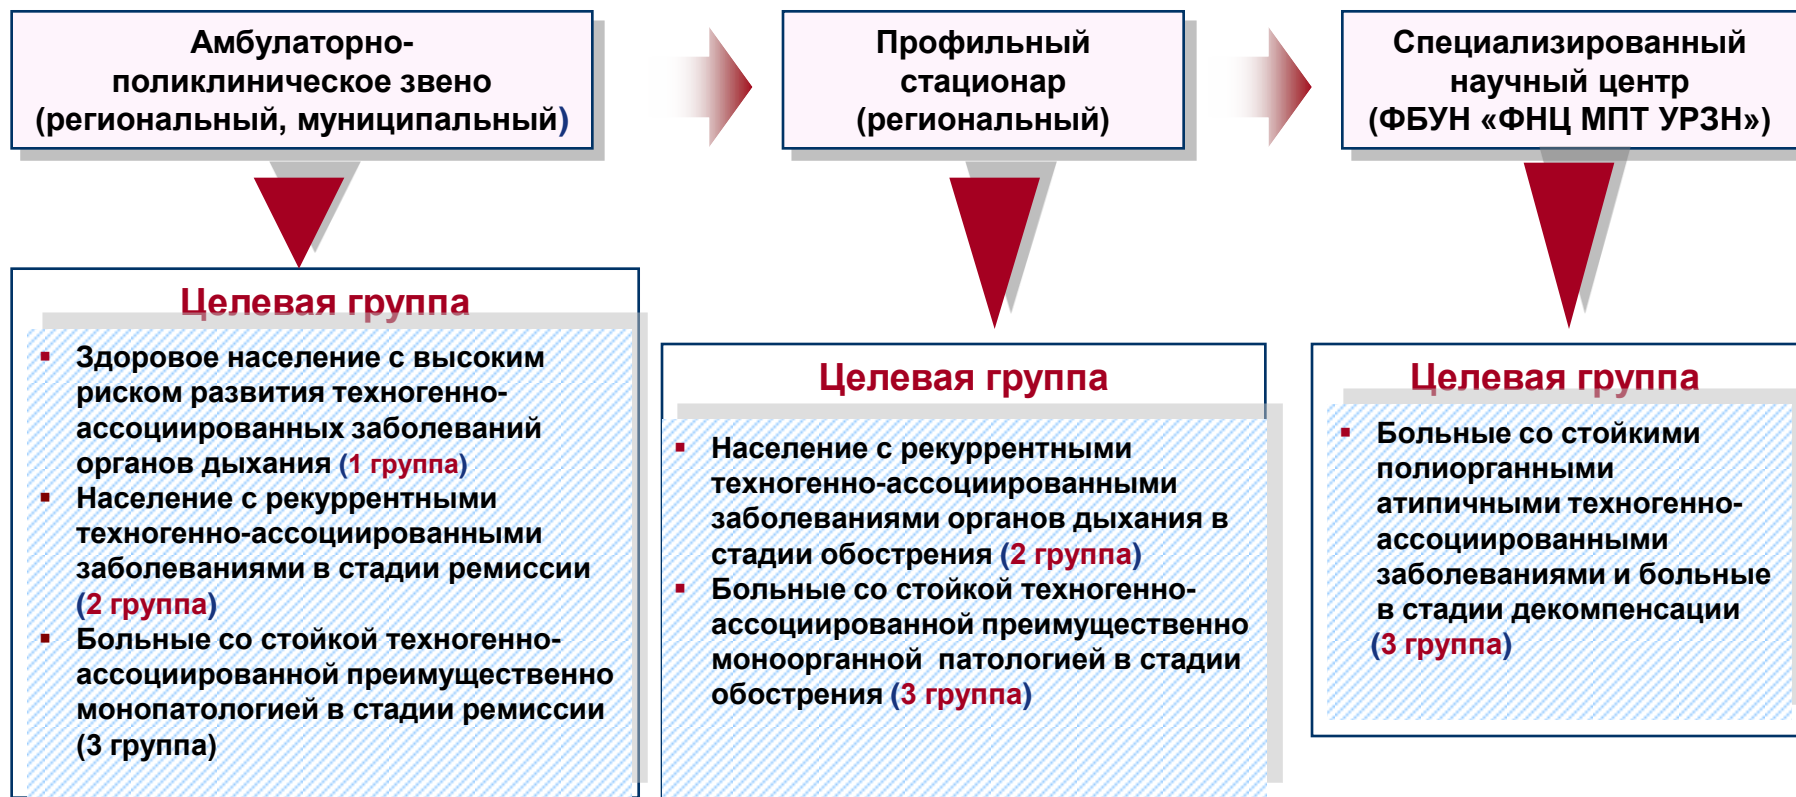 Амбулаторно-
поликлиническое звено
(региональный, муниципальный)
Профильный
стационар
(региональный)
Специализированный
научный центр
(ФБУН «ФНЦ МПТ УРЗН»)
Целевая группа
▪ Здоровое население с высоким
риском развития техногенно-
ассоциированных заболеваний
органов дыхания (1 группа)
▪ Население с рекуррентными
техногенно-ассоциированными
заболеваниями в стадии ремиссии
(2 группа)
▪ Больные со стойкой техногенно-
ассоциированной преимущественно
монопатологией в стадии ремиссии
(3 группа)
Целевая группа
▪ Население с рекуррентными
техногенно-ассоциированными
заболеваниями органов дыхания в
стадии обострения (2 группа)
▪ Больные со стойкой техногенно-
ассоциированной преимущественно
моноорганной патологией в стадии
обострения (3 группа)
Целевая группа
▪ Больные со стойкими
полиорганными
атипичными техногенно-
ассоциированными
заболеваниями и больные
в стадии декомпенсации
(3 группа)